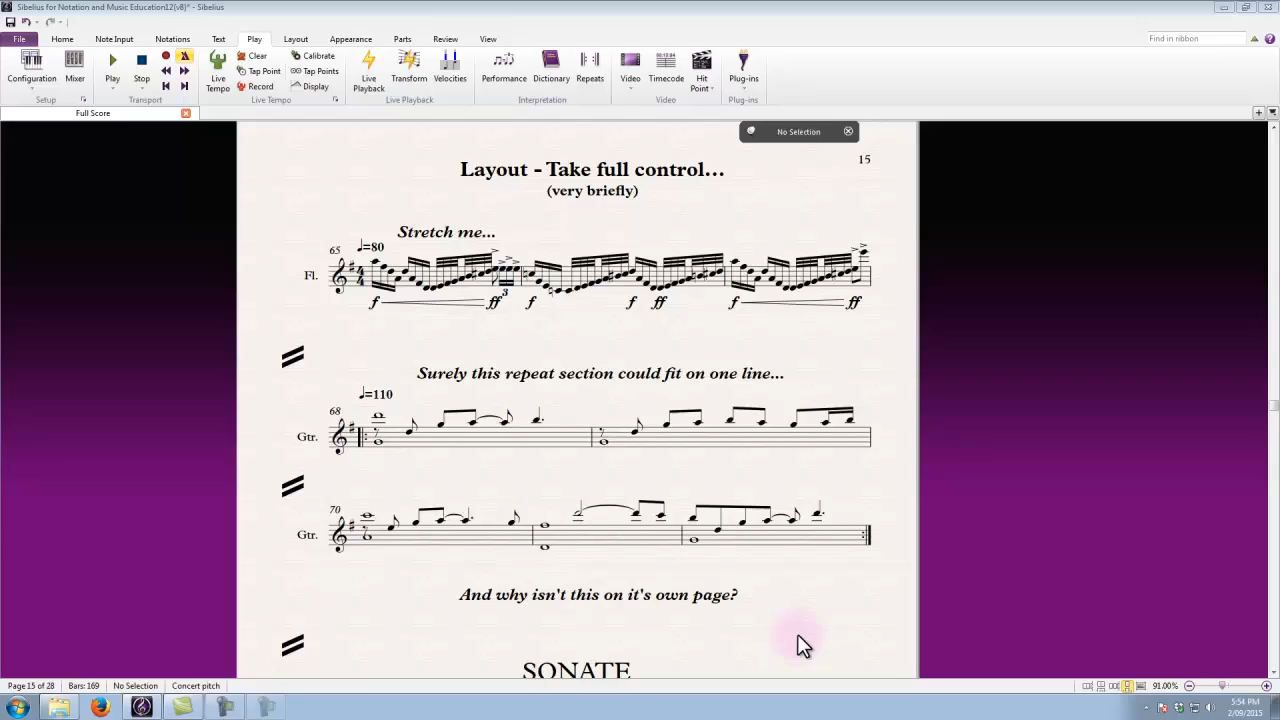 Sibelius for Notation and Music Education12(v8)* - Sibelius
File Home Note Input Notations Text Play Layout Appearance Parts Review View Find in ribbon
Clear Calibrate
Tap Point Tap Points
Record Display
Configuration Mixer Play Stop Live Tempo Live Playback Transform Velocities Performance Dictionary Repeats Video Timecode Hit Point Plug-ins
Setup Transport Live Tempo Live Playback Interpretation Video Plug-ins
Full Score
No Selection
15
Layout - Take full control...
(very briefly)
Stretch me...
65 ♩=80
Fl.
3
f ff f f ff f ff
Surely this repeat section could fit on one line...
♩=110
68
Gtr.
70
Gtr.
And why isn't this on it's own page?
SONATE
Page 15 of 28 Bars: 169 No Selection Concert pitch 91.00%
5:54 PM
2/09/2015